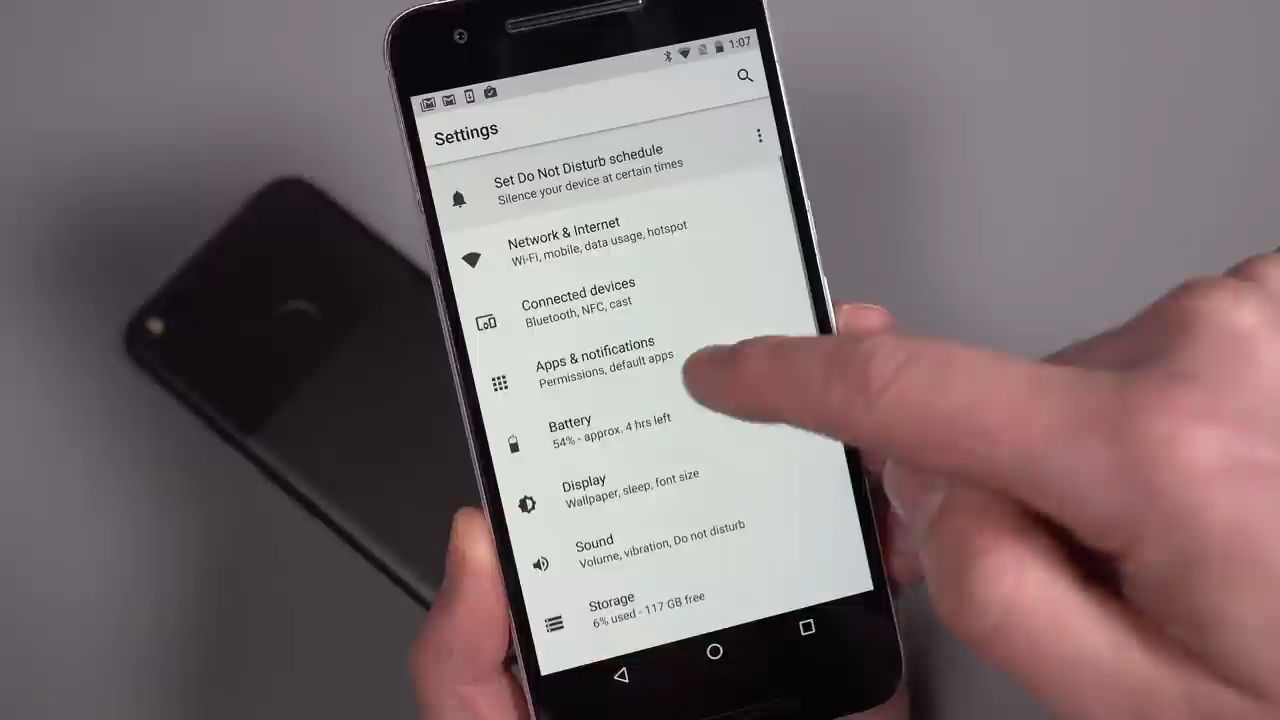 1:07
Settings
Set Do Not Disturb schedule
Silence your device at certain times
Network & Internet
Wi-Fi, mobile, data usage, hotspot
Connected devices
Bluetooth, NFC, cast
Apps & notifications
Permissions, default apps
Battery
54% - approx. 4 hrs left
Display
Wallpaper, sleep, font size
Sound
Volume, vibration, Do not disturb
Storage
6% used - 117 GB free